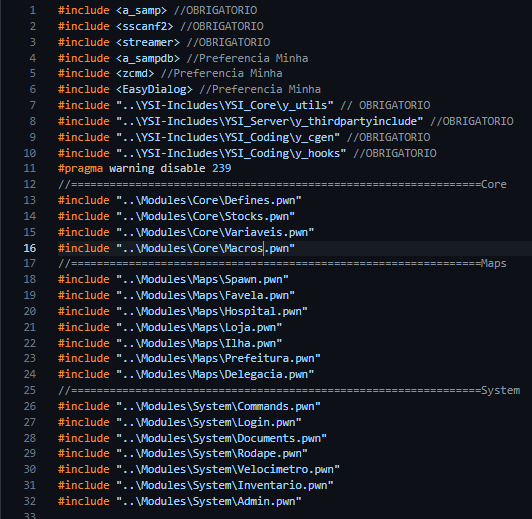 1 #include <a_samp> //OBRIGATORIO
2 #include <sscanf2> //OBRIGATORIO
3 #include <streamer> //OBRIGATORIO
4 #include <a_sampdb> //Preferencia Minha
5 #include <zcmd> //Preferencia Minha
6 #include <EasyDialog> //Preferencia Minha
7 #include "..\YSI-Includes\YSI_Core\y_utils" // OBRIGATORIO
8 #include "..\YSI-Includes\YSI_Server\y_thirdpartyinclude" //OBRIGATORIO
9 #include "..\YSI-Includes\YSI_Coding\y_cgen" //OBRIGATORIO
10 #include "..\YSI-Includes\YSI_Coding\y_hooks" //OBRIGATORIO
11 #pragma warning disable 239
12 //=================================================================Core
13 #include "..\Modules\Core\Defines.pwn"
14 #include "..\Modules\Core\Stocks.pwn"
15 #include "..\Modules\Core\Variaveis.pwn"
16 #include "..\Modules\Core\Macros.pwn"
17 //=================================================================Maps
18 #include "..\Modules\Maps\Spawn.pwn"
19 #include "..\Modules\Maps\Favela.pwn"
20 #include "..\Modules\Maps\Hospital.pwn"
21 #include "..\Modules\Maps\Loja.pwn"
22 #include "..\Modules\Maps\Ilha.pwn"
23 #include "..\Modules\Maps\Prefeitura.pwn"
24 #include "..\Modules\Maps\Delegacia.pwn"
25 //=================================================================System
26 #include "..\Modules\System\Commands.pwn"
27 #include "..\Modules\System\Login.pwn"
28 #include "..\Modules\System\Documents.pwn"
29 #include "..\Modules\System\Rodape.pwn"
30 #include "..\Modules\System\Velocimetro.pwn"
31 #include "..\Modules\System\Inventario.pwn"
32 #include "..\Modules\System\Admin.pwn"
33